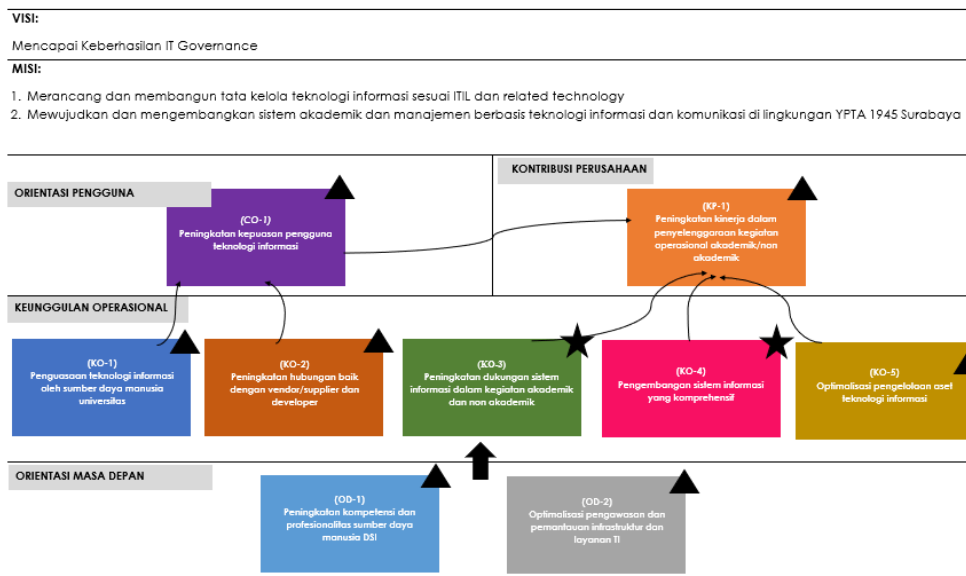 VISI:
Mencapai Keberhasilan IT Governance
MISI:
1. Merancang dan membangun tata kelola teknologi informasi sesuai ITIL dan related technology
2. Mewujudkan dan mengembangkan sistem akademik dan manajemen berbasis teknologi informasi dan komunikasi di lingkungan YPTA 1945 Surabaya
ORIENTASI PENGGUNA
KONTRIBUSI PERUSAHAAN
(CO-1)
Peningkatan kepuasan pengguna
teknologi informasi
(KP-1)
Peningkatan kinerja dalam
penyelenggaraan kegiatan
operasional akademik/non
akademik
KEUNGGULAN OPERASIONAL
(KO-1)
Penguasaan teknologi informasi
oleh sumber daya manusia
universitas
(KO-2)
Peningkatan hubungan baik
dengan vendor/supplier dan
developer
(KO-3)
Peningkatan dukungan sistem
informasi dalam kegiatan akademik
dan non akademik
(KO-4)
Pengembangan sistem informasi
yang komprehensif
(KO-5)
Optimalisasi pengelolaan aset
teknologi informasi
ORIENTASI MASA DEPAN
(OD-1)
Peningkatan kompetensi dan
profesionalitas sumber daya
manusia DSI
(OD-2)
Optimalisasi pengawasan dan
pemantauan infrastruktur dan
layanan TI